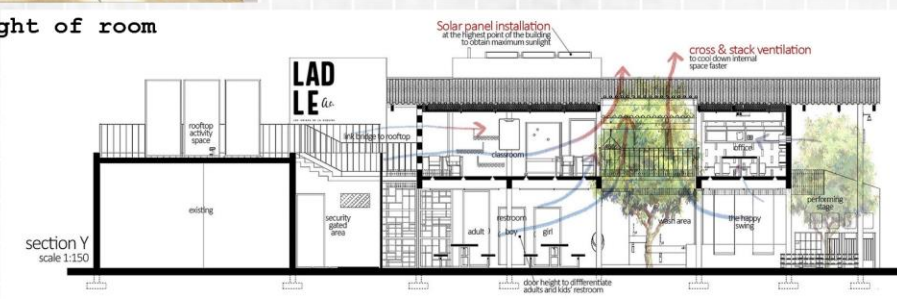 ght of room
Solar panel installation
at the highest point of the building
to obtain maximum sunlight
cross & stack ventilation
to cool down internal
space faster
LAD
LE
rooftop
activity
space
link bridge to rooftop
classroom
office
existing
security
gated
area
restroom
adult
boy
girl
wash area
the happy
swing
performing
stage
section Y
scale 1:150
door height to differentiate
adults and kids' restroom